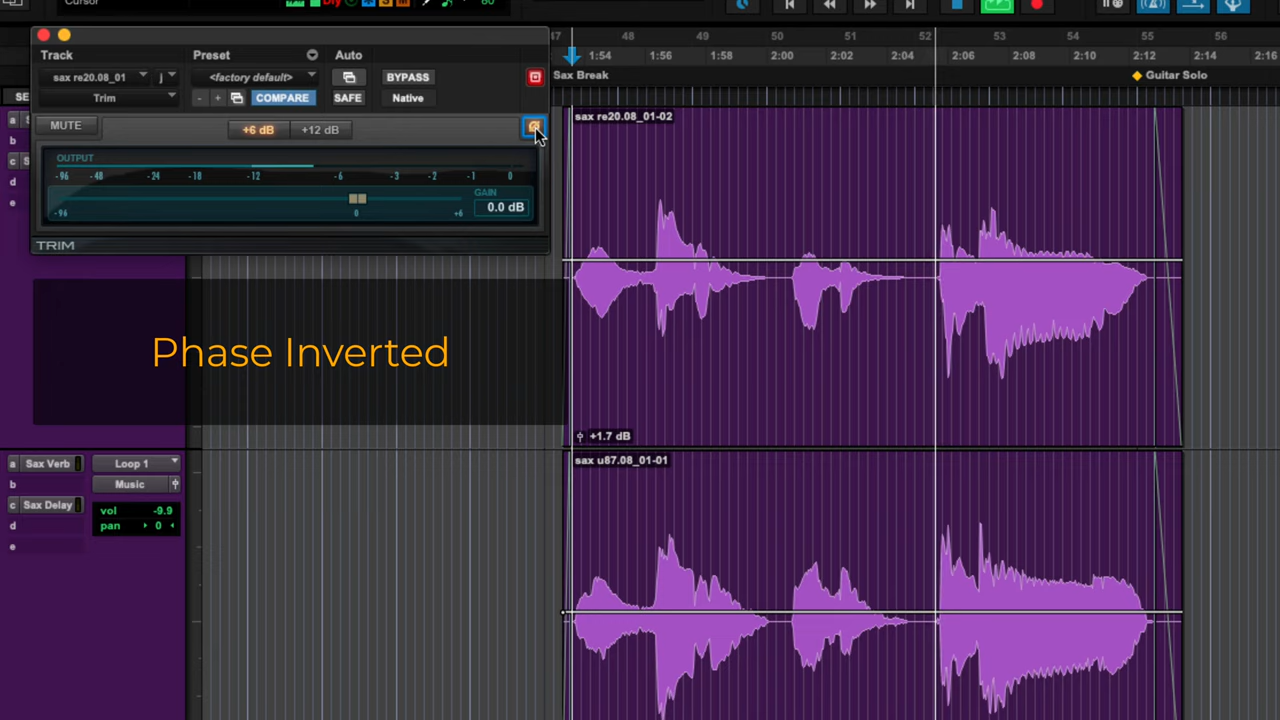 Cursor
Dly
60
Track
Preset
Auto
sax re20.08_01
j
<factory default>
BYPASS
Trim
-
+
COMPARE
SAFE
Native
MUTE
+6 dB
+12 dB
OUTPUT
-96 -48 -24 -18 -12 -6 -3 -2 -1 0
GAIN
0.0 dB
-96 0 +6
TRIM
47 48 49 50 51 52 53 54 55 56
1:54 1:56 1:58 2:00 2:02 2:04 2:06 2:08 2:10 2:12 2:14 2:16
Sax Break
Guitar Solo
SE
a
b
c S
d
e
sax re20.08_01-02
Phase Inverted
+1.7 dB
sax u87.08_01-01
a Sax Verb
Loop 1
b
Music
c Sax Delay
vol -9.9
d
pan 0
e